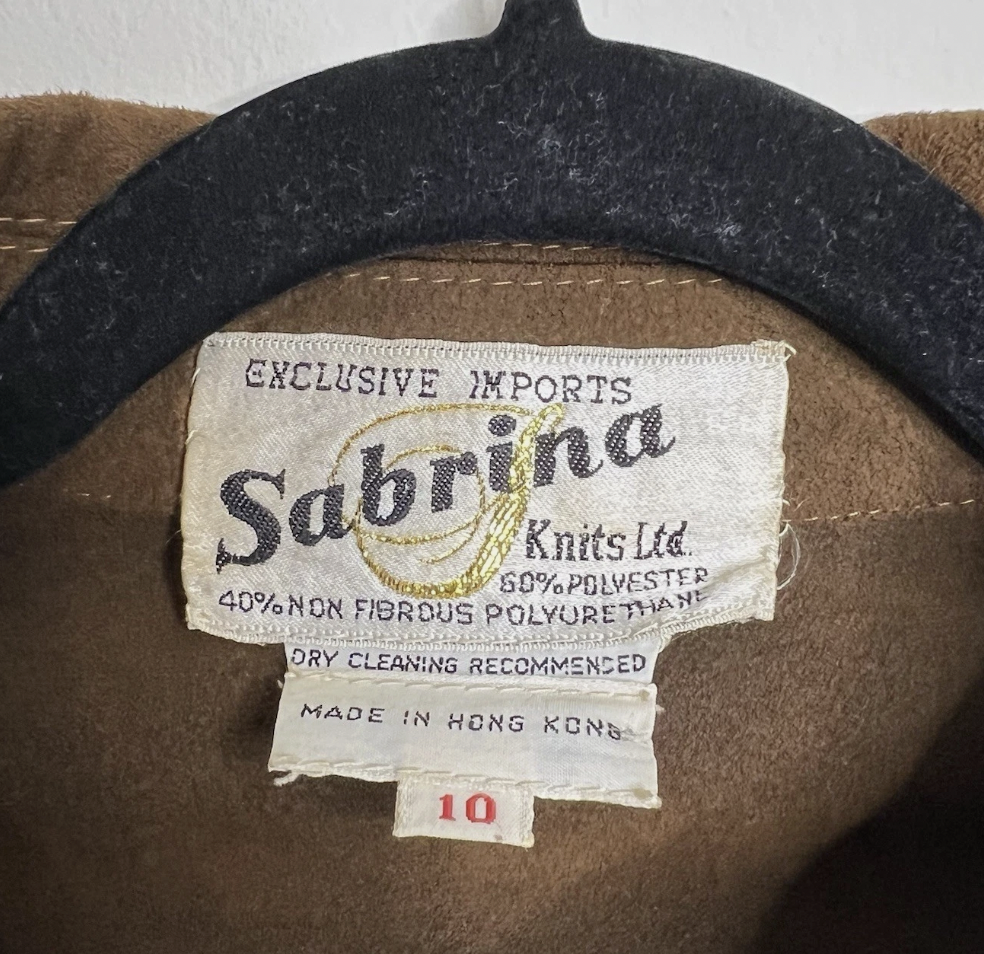 EXCLUSIVE IMPORTS
Sabrina
Knits Ltd.
60% POLYESTER
40% NON FIBROUS POLYURETHANE
DRY CLEANING RECOMMENDED
MADE IN HONG KONG
10